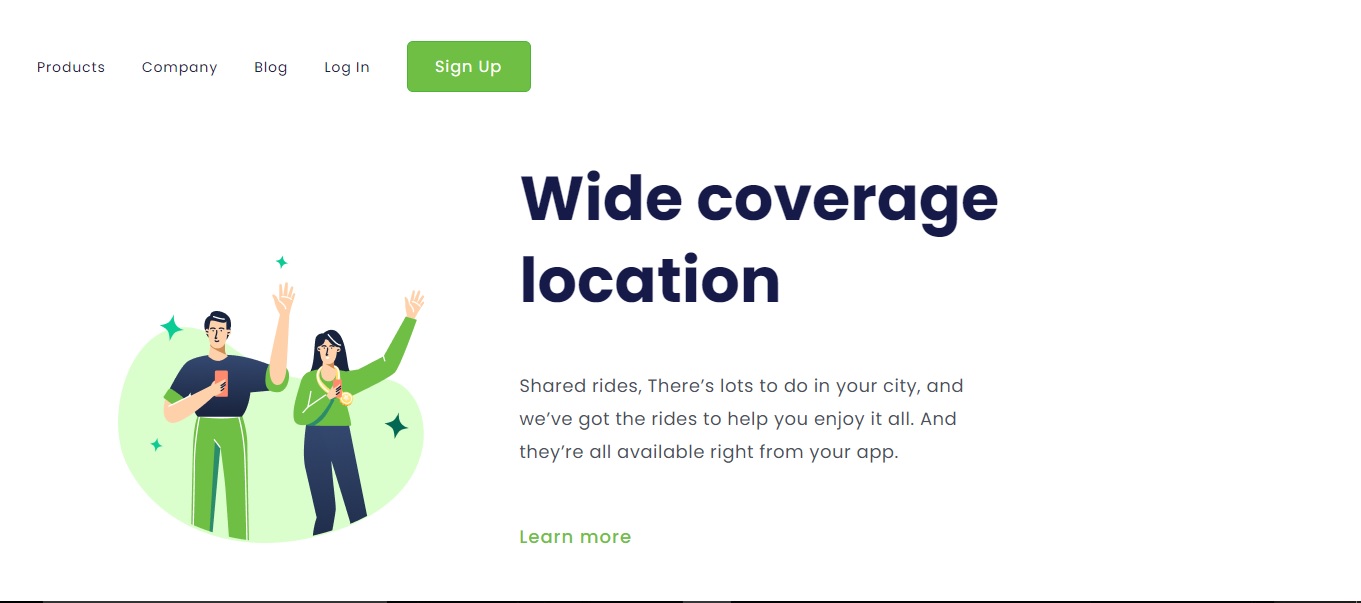 Products Company Blog Log In Sign Up
Wide coverage
location
Shared rides, There’s lots to do in your city, and
we’ve got the rides to help you enjoy it all. And
they’re all available right from your app.
Learn more